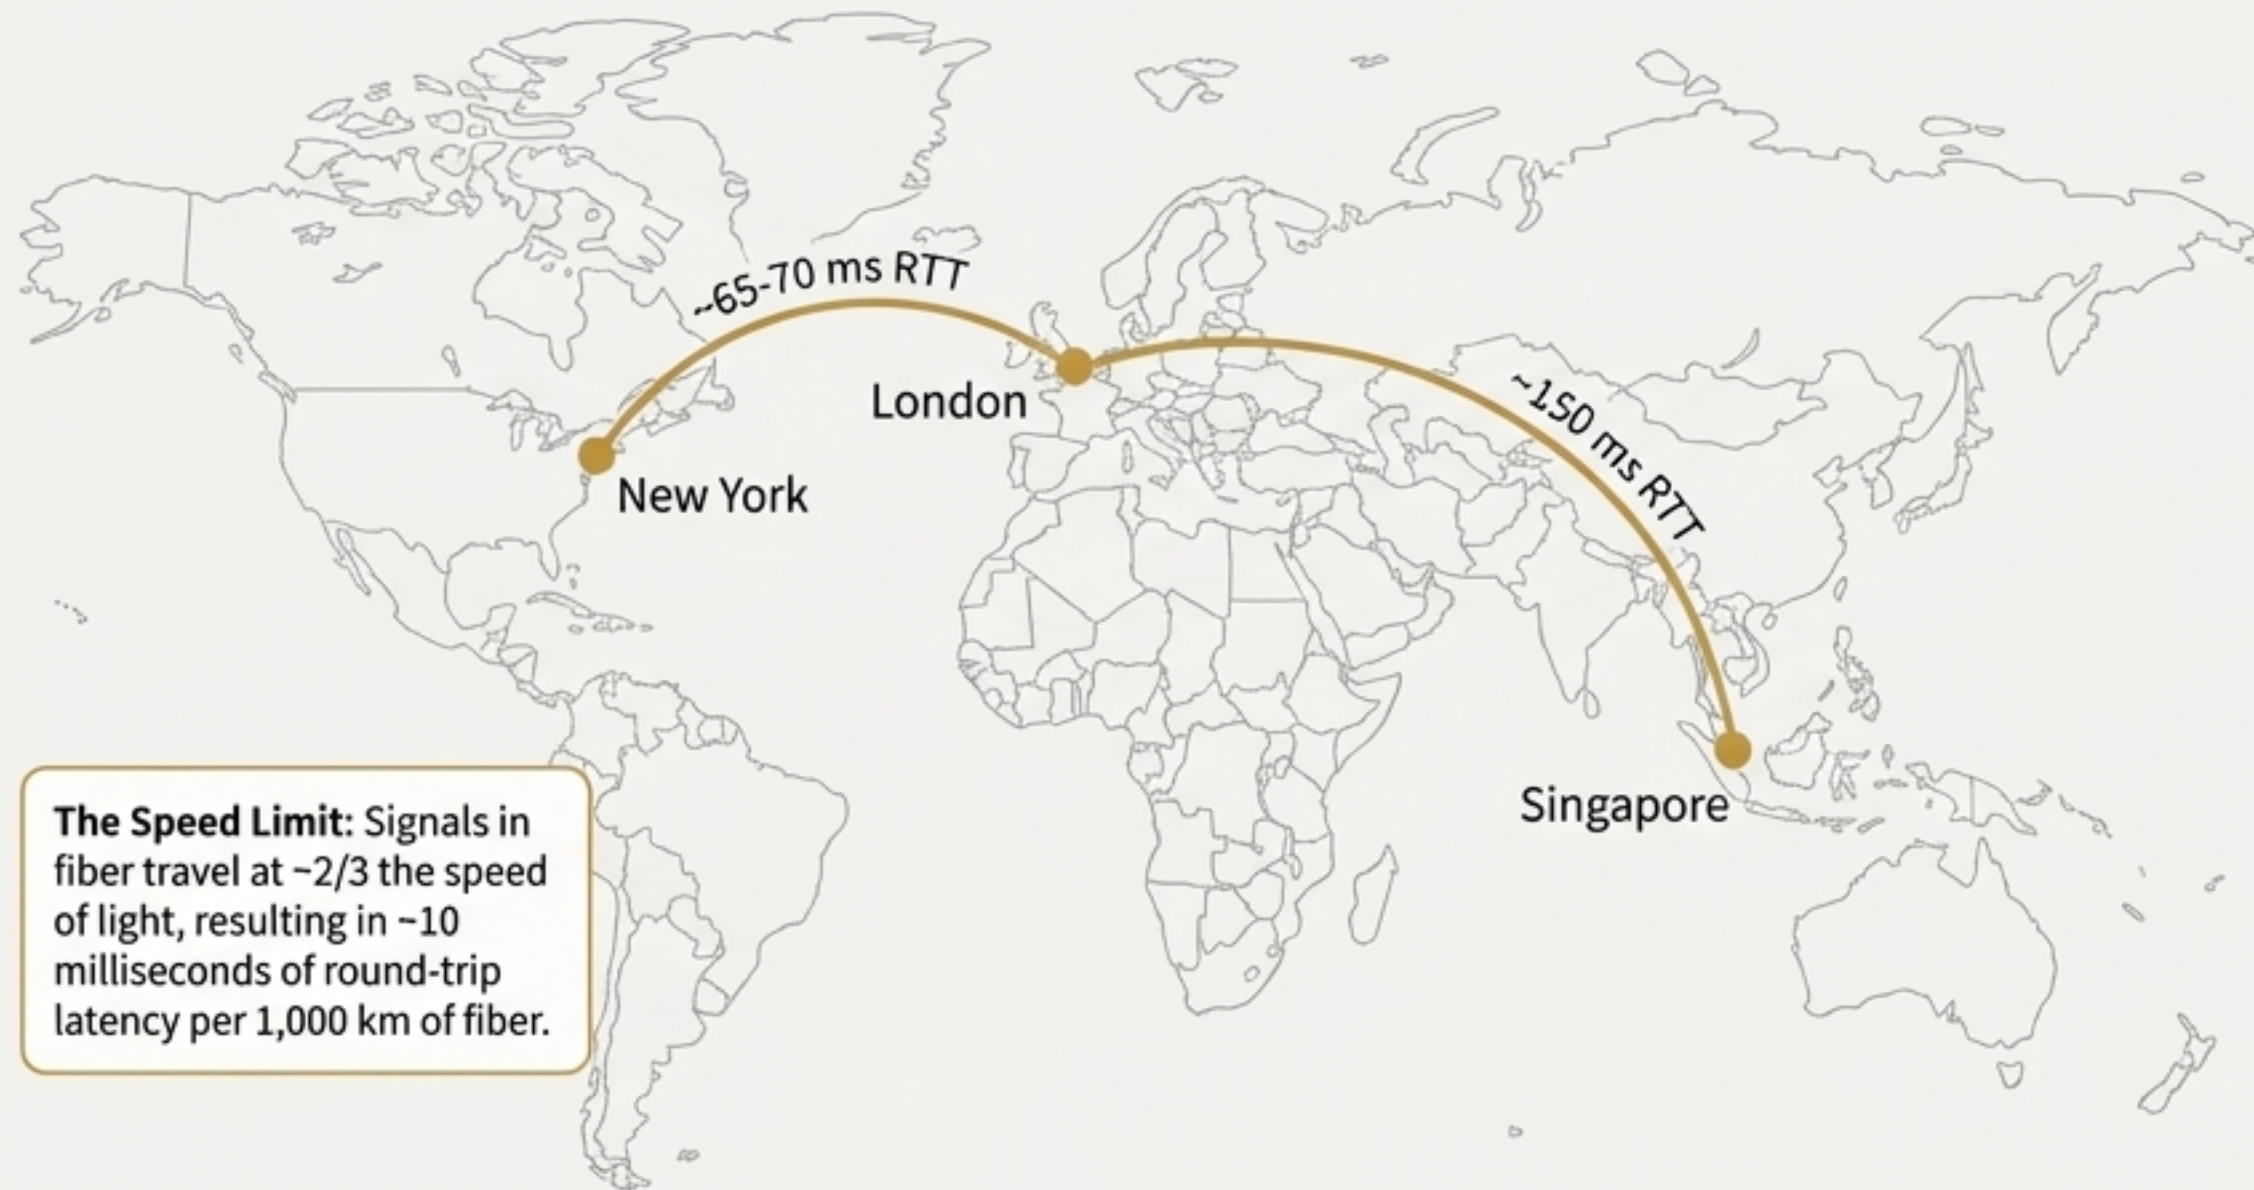 ~65-70 ms RTT
London
~150 ms RTT
New York
Singapore
The Speed Limit: Signals in
fiber travel at ~2/3 the speed
of light, resulting in ~10
milliseconds of round-trip
latency per 1,000 km of fiber.